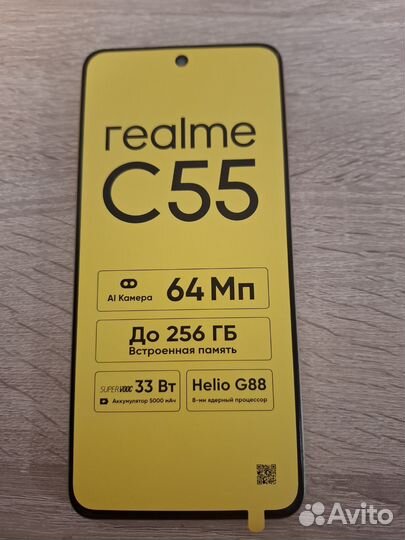 realme
C55
AI Камера
64 Мп
До 256 ГБ
Встроенная память
SUPERVOOC 33 Вт
Аккумулятор 5000 мАч
Helio G88
8-ми ядерный процессор
Avito